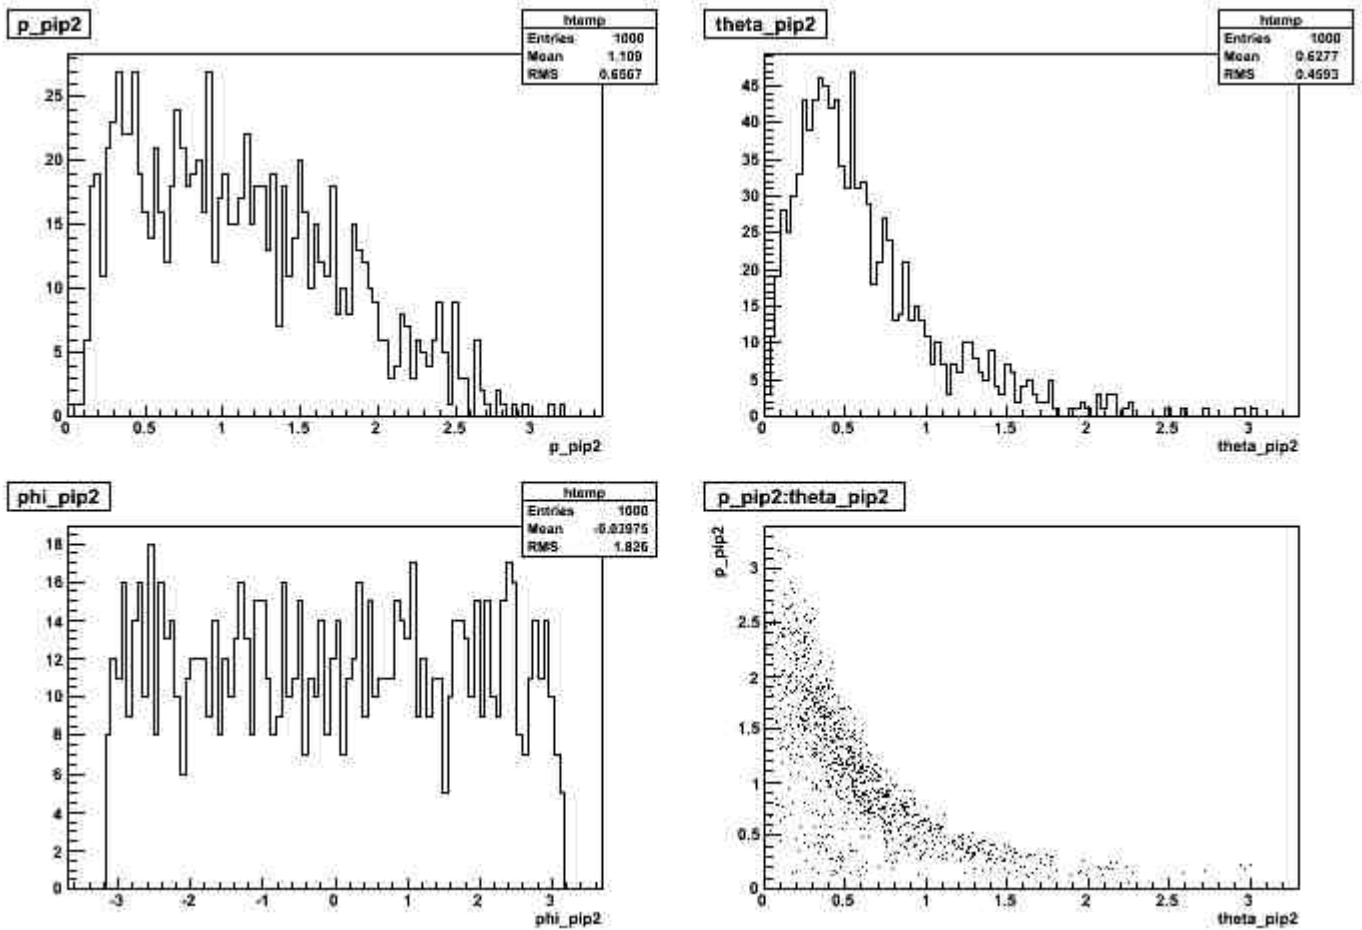 p_pip2
htemp
Entries 1000
Mean 1.109
RMS 0.6567
25
20
15
10
5
0
0 0.5 1 1.5 2 2.5 3
p_pip2
theta_pip2
htemp
Entries 1000
Mean 0.6277
RMS 0.4593
45
40
35
30
25
20
15
10
5
0
0 0.5 1 1.5 2 2.5 3
theta_pip2
phi_pip2
htemp
Entries 1000
Mean -0.03975
RMS 1.826
18
16
14
12
10
8
6
4
2
0
-3 -2 -1 0 1 2 3
phi_pip2
p_pip2:theta_pip2
p_pip2
3
2.5
2
1.5
1
0.5
0
0 0.5 1 1.5 2 2.5 3
theta_pip2